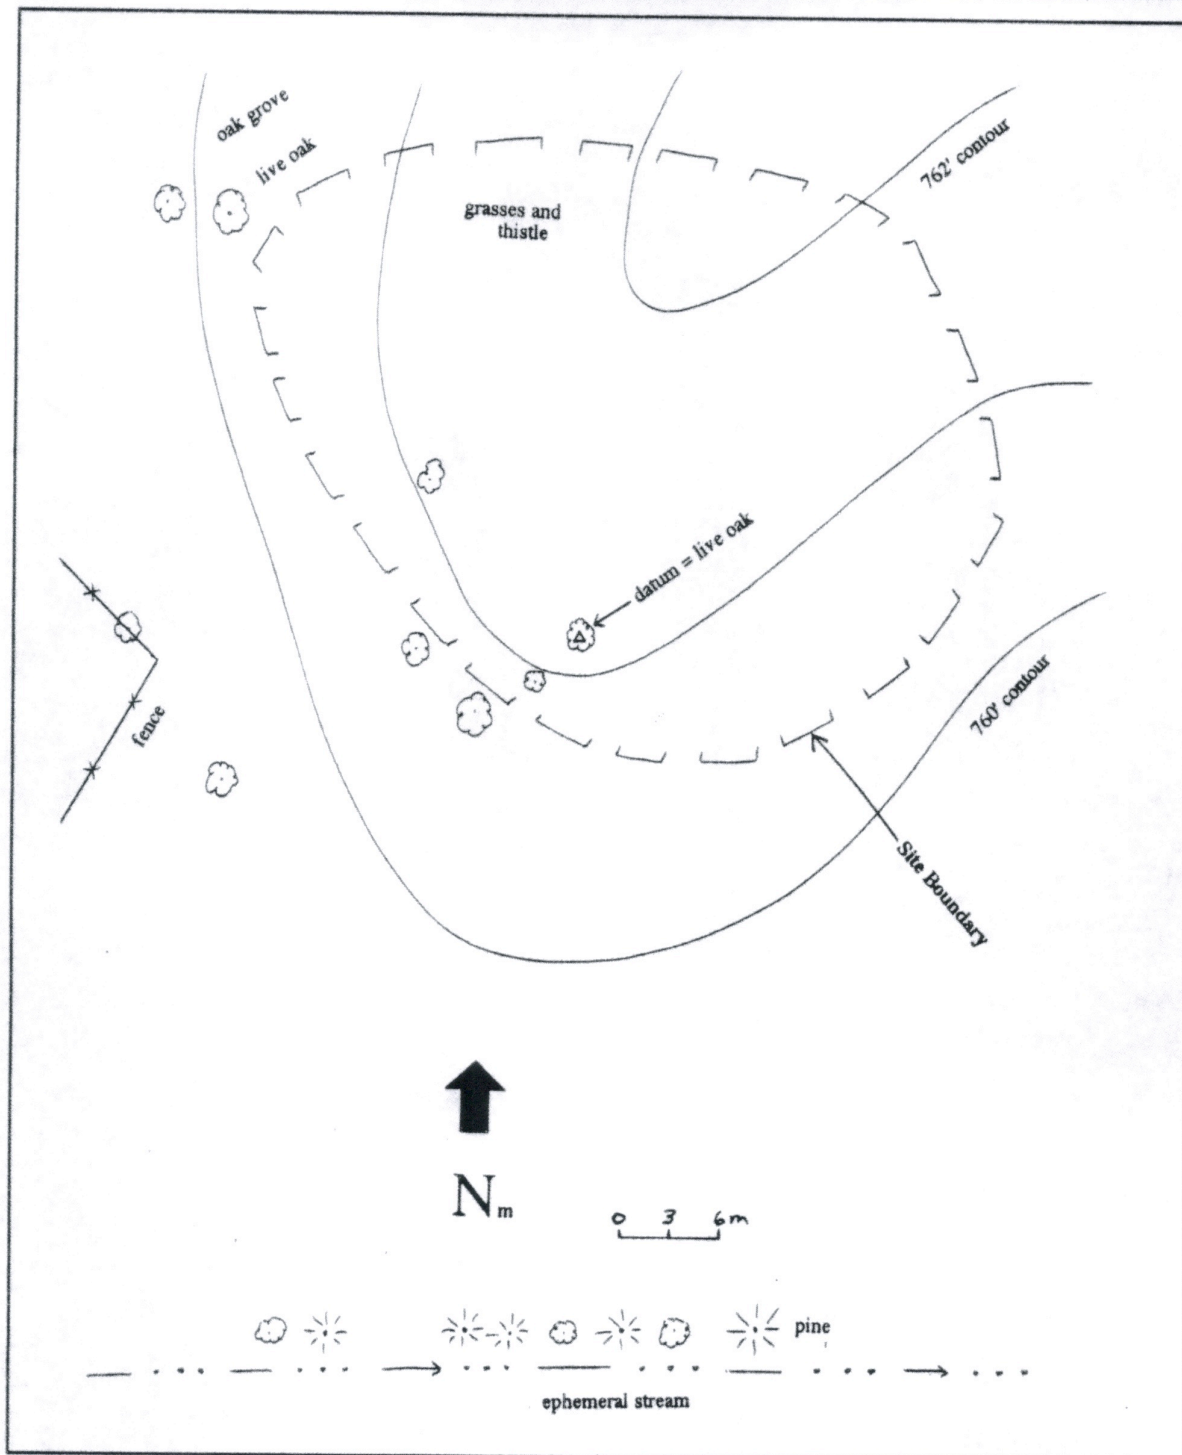 oak grove
live oak
762' contour
grasses and
thistle
datum = live oak
760' contour
fence
Site Boundary
N m
0 3 6m
pine
ephemeral stream